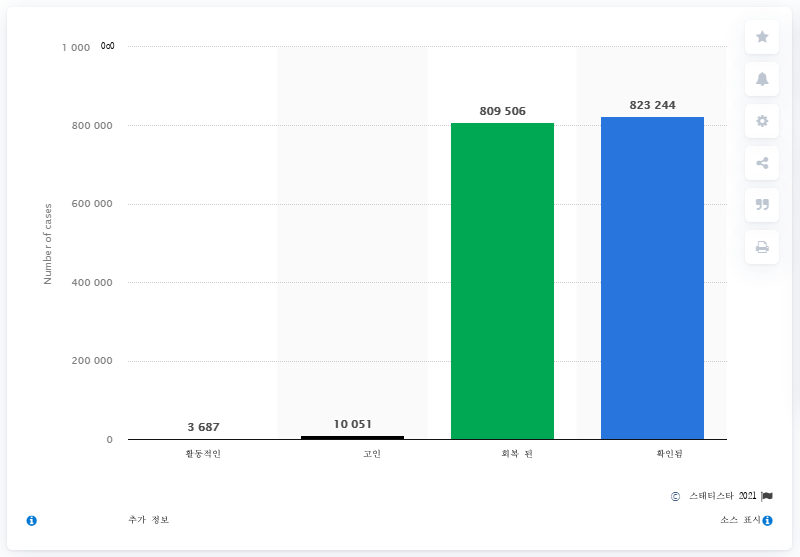 1 000 0c0
823 244
809 506
800 000
600 000
Number of cases
400 000
200 000
10 051
3 687
0
활동적인 고인 회복 된 확인됨
© 스태티스타 2021
추가 정보 소스 표시